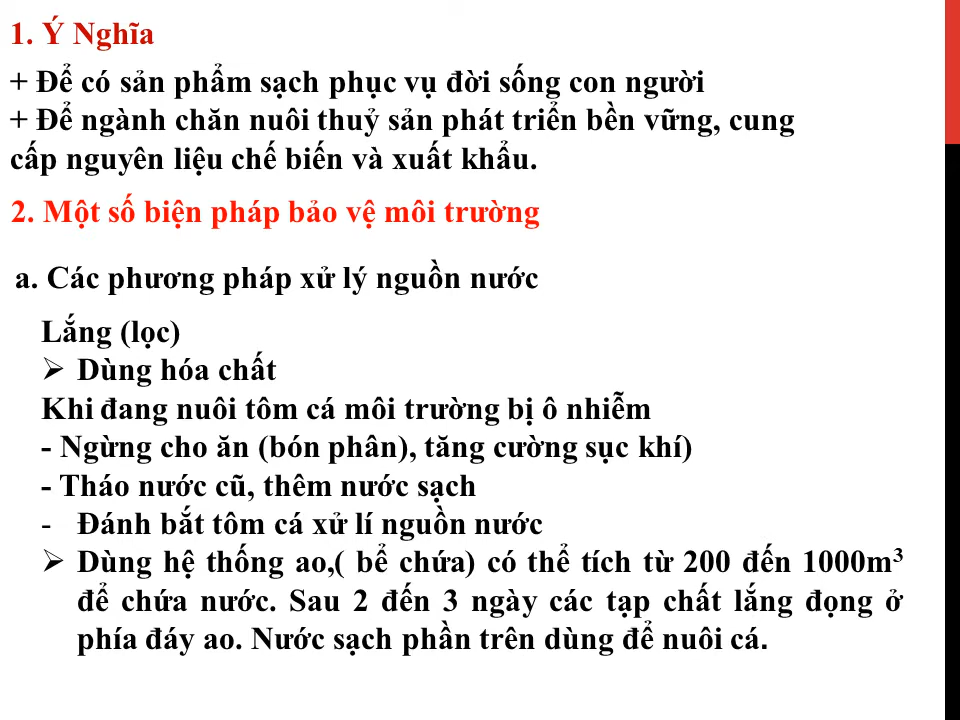 1. Ý Nghĩa
+ Để có sản phẩm sạch phục vụ đời sống con người
+ Để ngành chăn nuôi thuỷ sản phát triển bền vững, cung
cấp nguyên liệu chế biến và xuất khẩu.
2. Một số biện pháp bảo vệ môi trường
a. Các phương pháp xử lý nguồn nước
Lắng (lọc)
➢ Dùng hóa chất
Khi đang nuôi tôm cá môi trường bị ô nhiễm
- Ngừng cho ăn (bón phân), tăng cường sục khí)
- Tháo nước cũ, thêm nước sạch
- Đánh bắt tôm cá xử lí nguồn nước
➢ Dùng hệ thống ao,( bể chứa) có thể tích từ 200 đến 1000m³
để chứa nước. Sau 2 đến 3 ngày các tạp chất lắng đọng ở
phía đáy ao. Nước sạch phần trên dùng để nuôi cá.